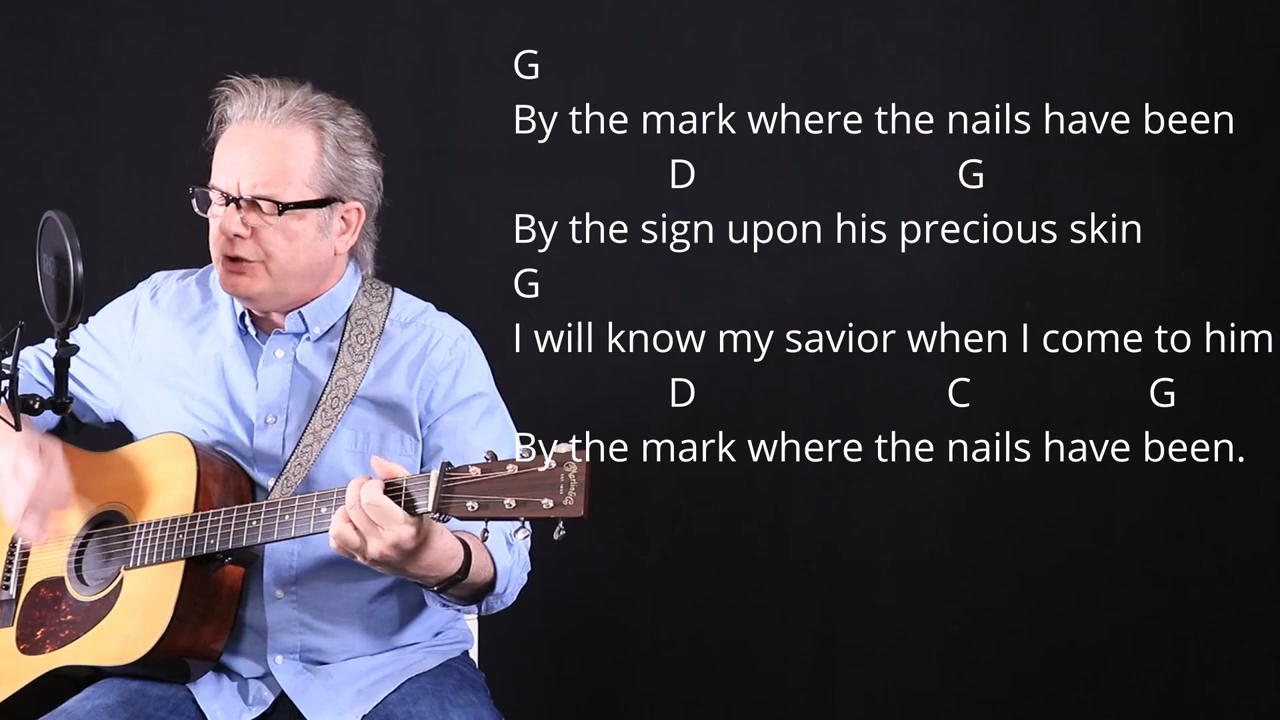 G
By the mark where the nails have been
D G
By the sign upon his precious skin
G
I will know my savior when I come to him
D C G
By the mark where the nails have been.